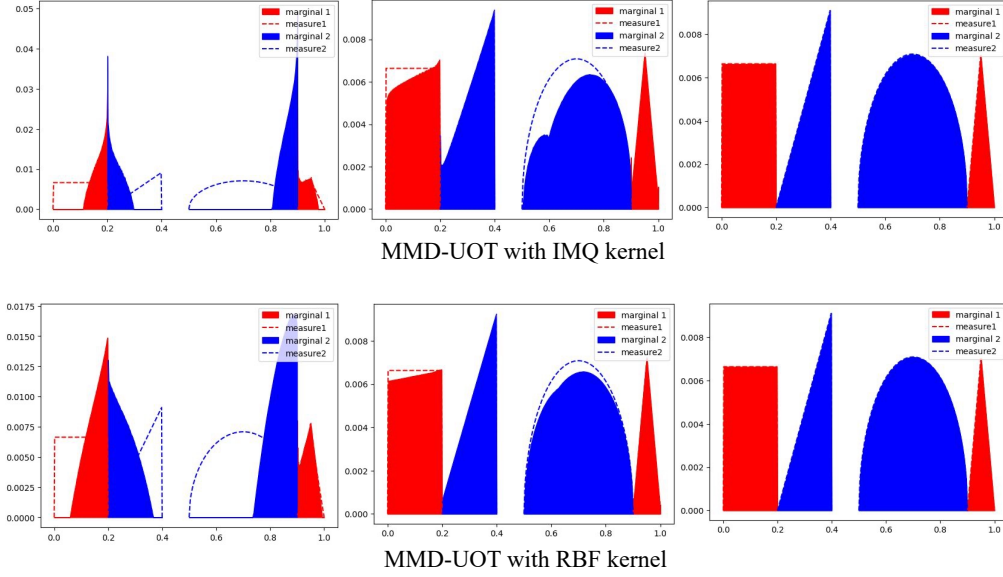 0.05
0.04
0.03
0.02
0.01
0.00
0.0 0.2 0.4 0.6 0.8 1.0
marginal 1
measure1
marginal 2
measure2
0.008
0.006
0.004
0.002
0.000
0.0 0.2 0.4 0.6 0.8 1.0
marginal 1
measure1
marginal 2
measure2
0.008
0.006
0.004
0.002
0.000
0.0 0.2 0.4 0.6 0.8 1.0
marginal 1
measure1
marginal 2
measure2
MMD-UOT with IMQ kernel
0.0175
0.0150
0.0125
0.0100
0.0075
0.0050
0.0025
0.0000
0.0 0.2 0.4 0.6 0.8 1.0
marginal 1
measure1
marginal 2
measure2
0.008
0.006
0.004
0.002
0.000
0.0 0.2 0.4 0.6 0.8 1.0
marginal 1
measure1
marginal 2
measure2
0.008
0.006
0.004
0.002
0.000
0.0 0.2 0.4 0.6 0.8 1.0
marginal 1
measure1
marginal 2
measure2
MMD-UOT with RBF kernel